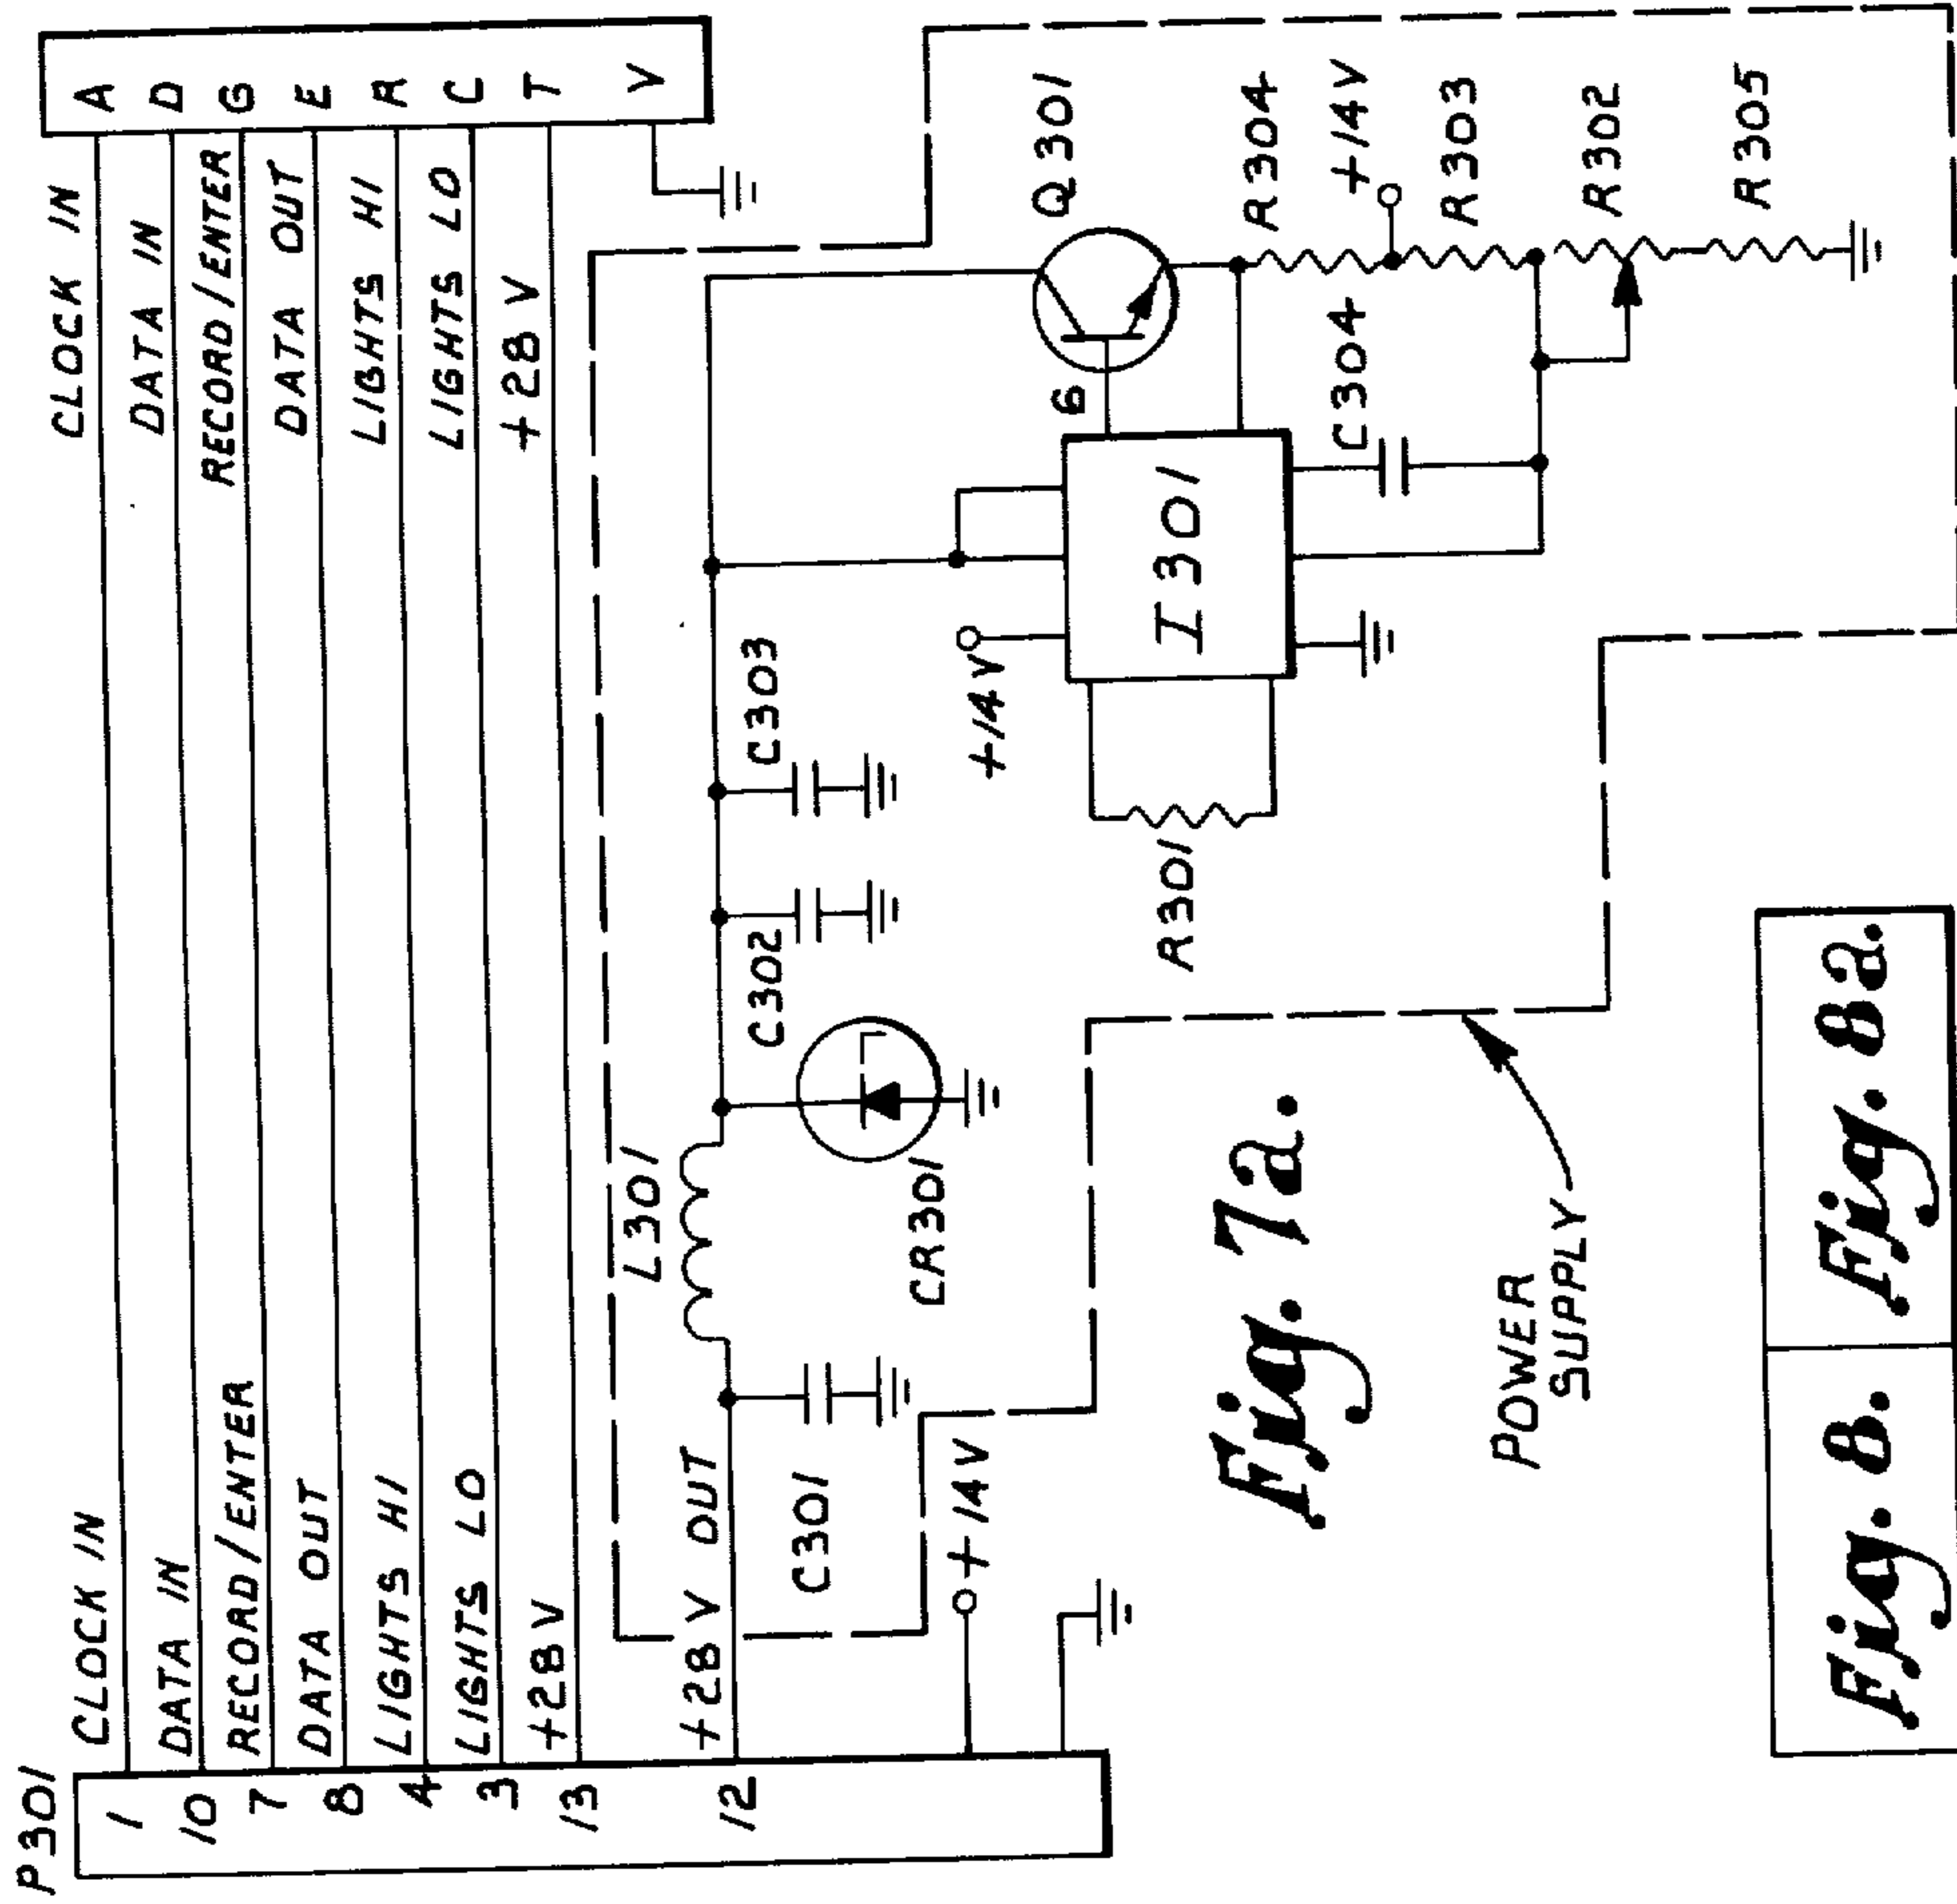 P301
1 CLOCK IN CLOCK IN A
10 DATA IN DATA IN D
7 RECORD/ENTER RECORD/ENTER G
8 DATA OUT DATA OUT E
4 LIGHTS HI LIGHTS HI R
3 LIGHTS LO LIGHTS LO C
13 +28V +28V T
V
L301
12 +28V OUT
C301
CR301
C302
C303
+14V
+14V
6
Q301
I301
R301
C304
R304
+14V
R303
R302
R305
Fig. 7a.
POWER
SUPPLY
Fig. 8. Fig. 8a.